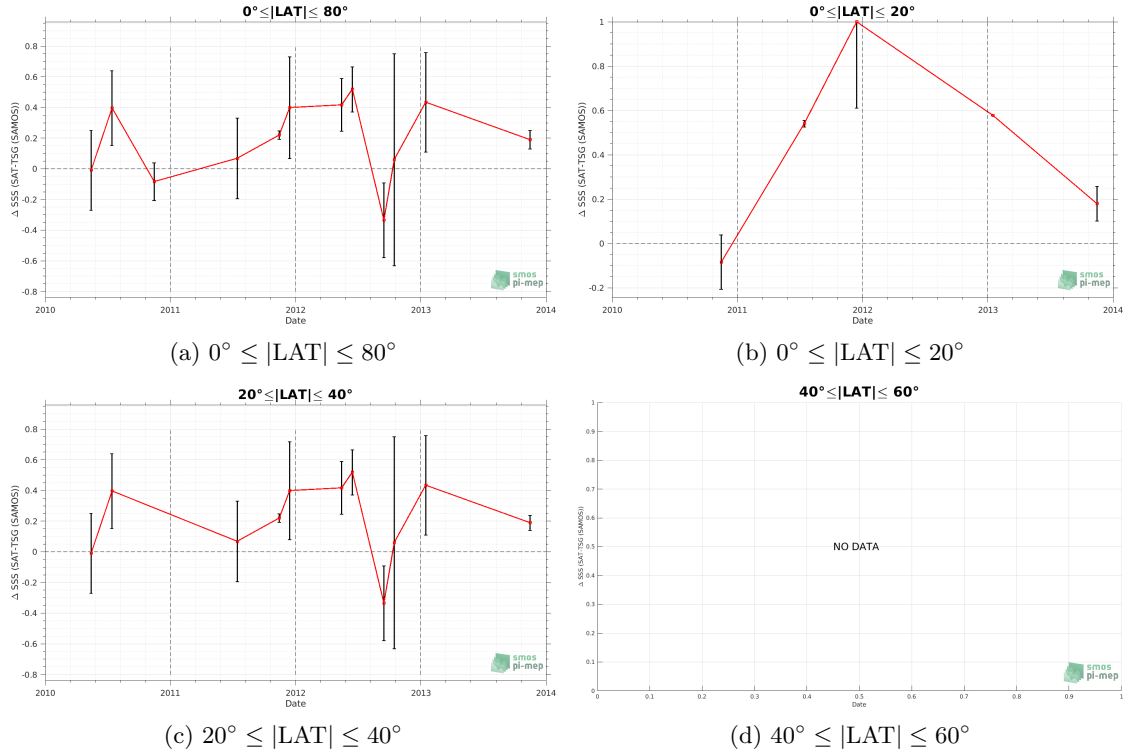 0°≤|LAT|≤ 80°
Δ SSS (SAT-TSG (SAMOS))
0.8
0.6
0.4
0.2
0
-0.2
-0.4
-0.6
-0.8
2010 2011 2012 2013 2014
Date
smos
pi-mep
(a) 0° ≤ |LAT| ≤ 80°
0°≤|LAT|≤ 20°
Δ SSS (SAT-TSG (SAMOS))
1
0.8
0.6
0.4
0.2
0
-0.2
2010 2011 2012 2013 2014
Date
smos
pi-mep
(b) 0° ≤ |LAT| ≤ 20°
20°≤|LAT|≤ 40°
Δ SSS (SAT-TSG (SAMOS))
0.8
0.6
0.4
0.2
0
-0.2
-0.4
-0.6
-0.8
2010 2011 2012 2013 2014
Date
smos
pi-mep
(c) 20° ≤ |LAT| ≤ 40°
40°≤|LAT|≤ 60°
Δ SSS (SAT-TSG (SAMOS))
1
0.9
0.8
0.7
0.6
0.5
0.4
0.3
0.2
0.1
0
NO DATA
0 0.1 0.2 0.3 0.4 0.5 0.6 0.7 0.8 0.9 1
Date
smos
pi-mep
(d) 40° ≤ |LAT| ≤ 60°